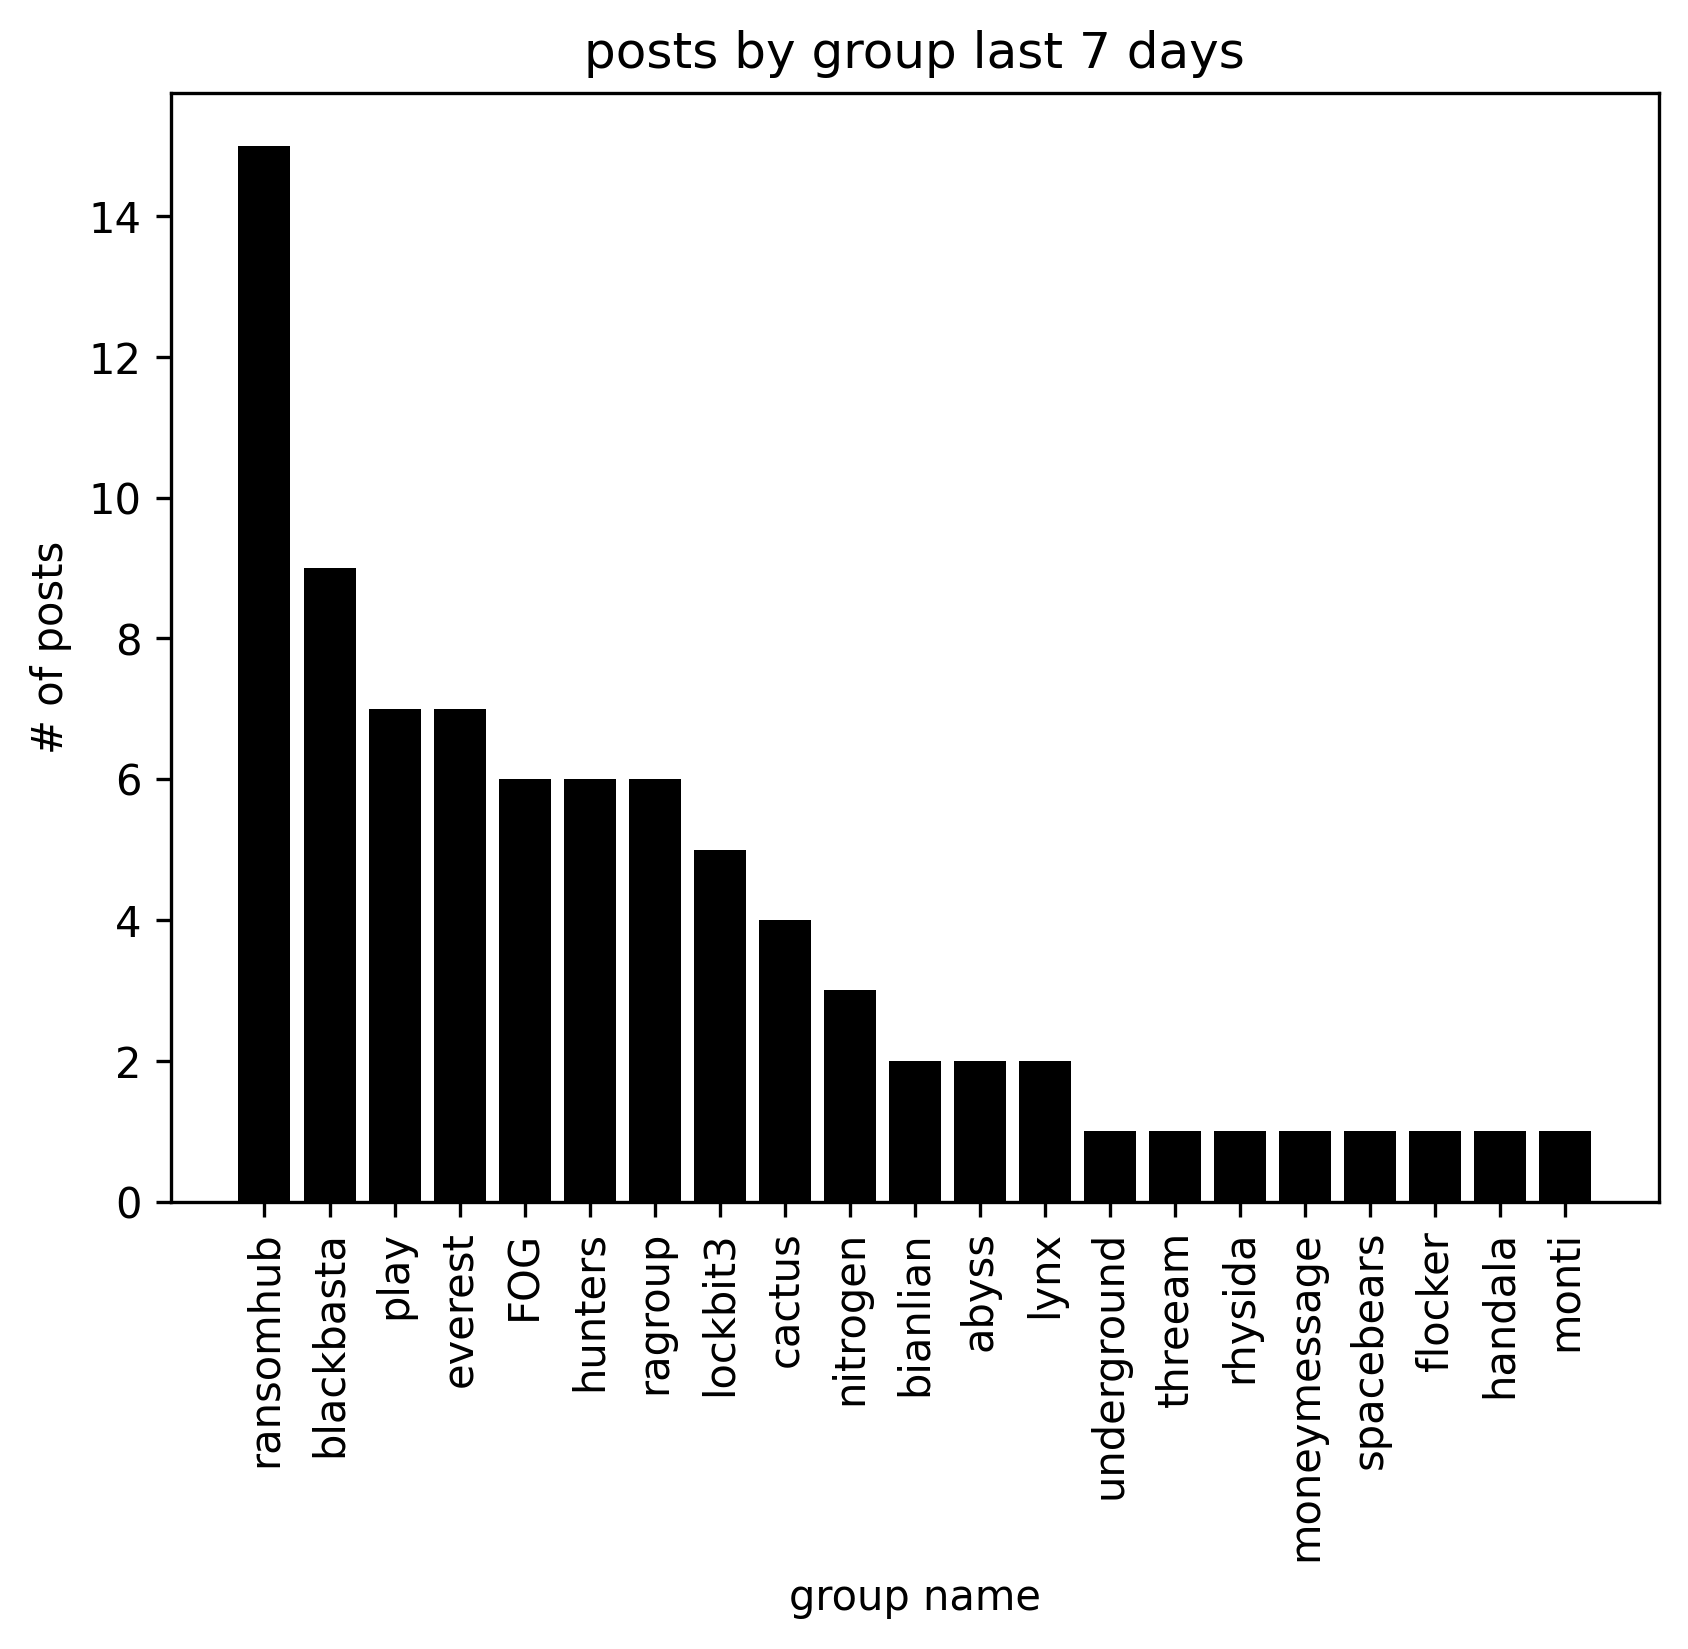 posts by group last 7 days
# of posts
14
12
10
8
6
4
2
0
ransomhub
blackbasta
play
everest
FOG
hunters
ragroup
lockbit3
cactus
nitrogen
bianlian
abyss
lynx
underground
threeam
rhysida
moneymessage
spacebears
flocker
handala
monti
group name